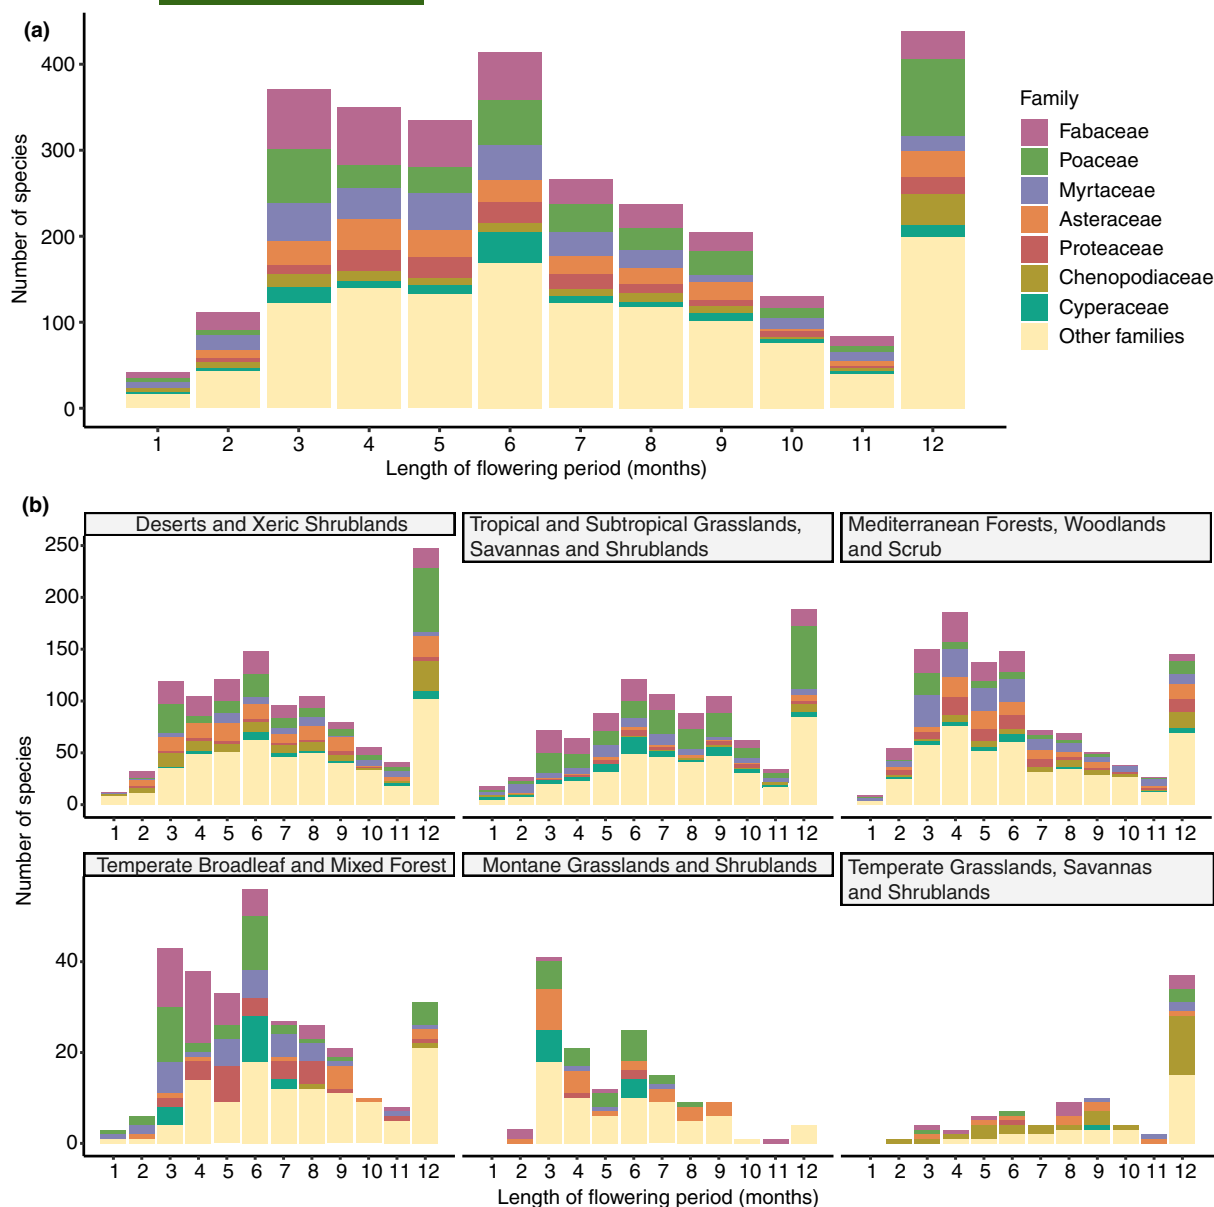 (a)
400
300
200
100
0
Number of species
1 2 3 4 5 6 7 8 9 10 11 12
Length of flowering period (months)
Family
Fabaceae
Poaceae
Myrtaceae
Asteraceae
Proteaceae
Chenopodiaceae
Cyperaceae
Other families
(b)
Deserts and Xeric Shrublands
Tropical and Subtropical Grasslands,
Savannas and Shrublands
Mediterranean Forests, Woodlands
and Scrub
250
200
150
100
50
0
1 2 3 4 5 6 7 8 9 10 11 12
1 2 3 4 5 6 7 8 9 10 11 12
1 2 3 4 5 6 7 8 9 10 11 12
Number of species
Temperate Broadleaf and Mixed Forest
Montane Grasslands and Shrublands
Temperate Grasslands, Savannas
and Shrublands
40
20
0
1 2 3 4 5 6 7 8 9 10 11 12
1 2 3 4 5 6 7 8 9 10 11 12
1 2 3 4 5 6 7 8 9 10 11 12
Length of flowering period (months)